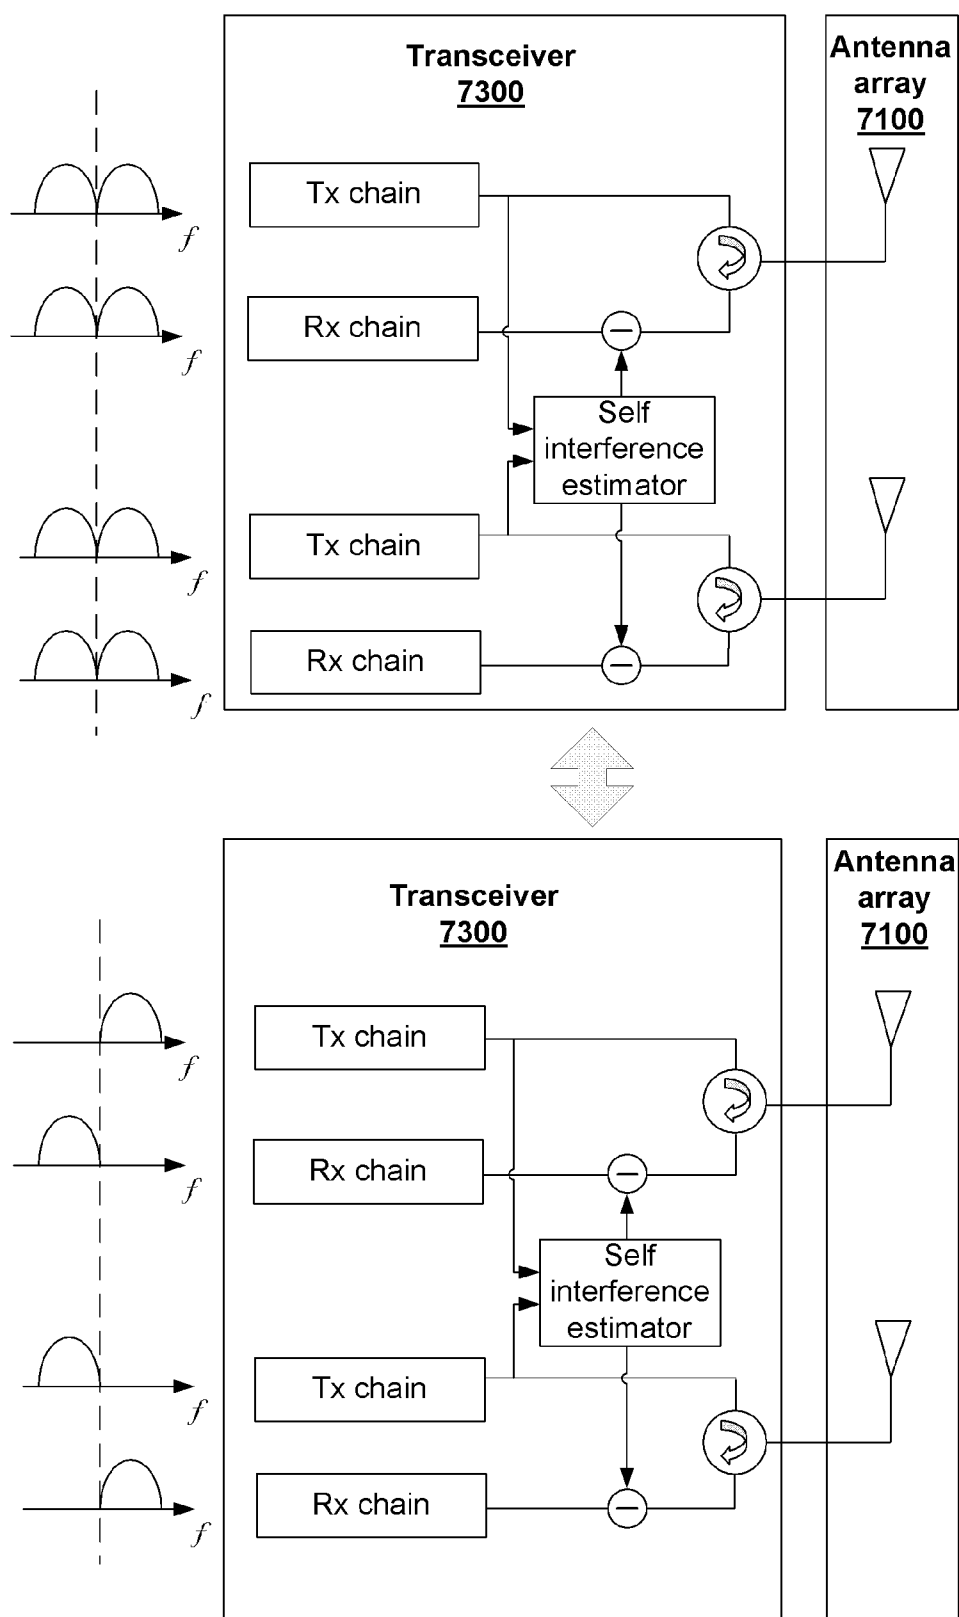 Transceiver
7300
Antenna
array
7100
Tx chain
f
Rx chain
f
Self
interference
estimator
Tx chain
f
Rx chain
f
Transceiver
7300
Antenna
array
7100
Tx chain
f
Rx chain
f
Self
interference
estimator
Tx chain
f
Rx chain
f